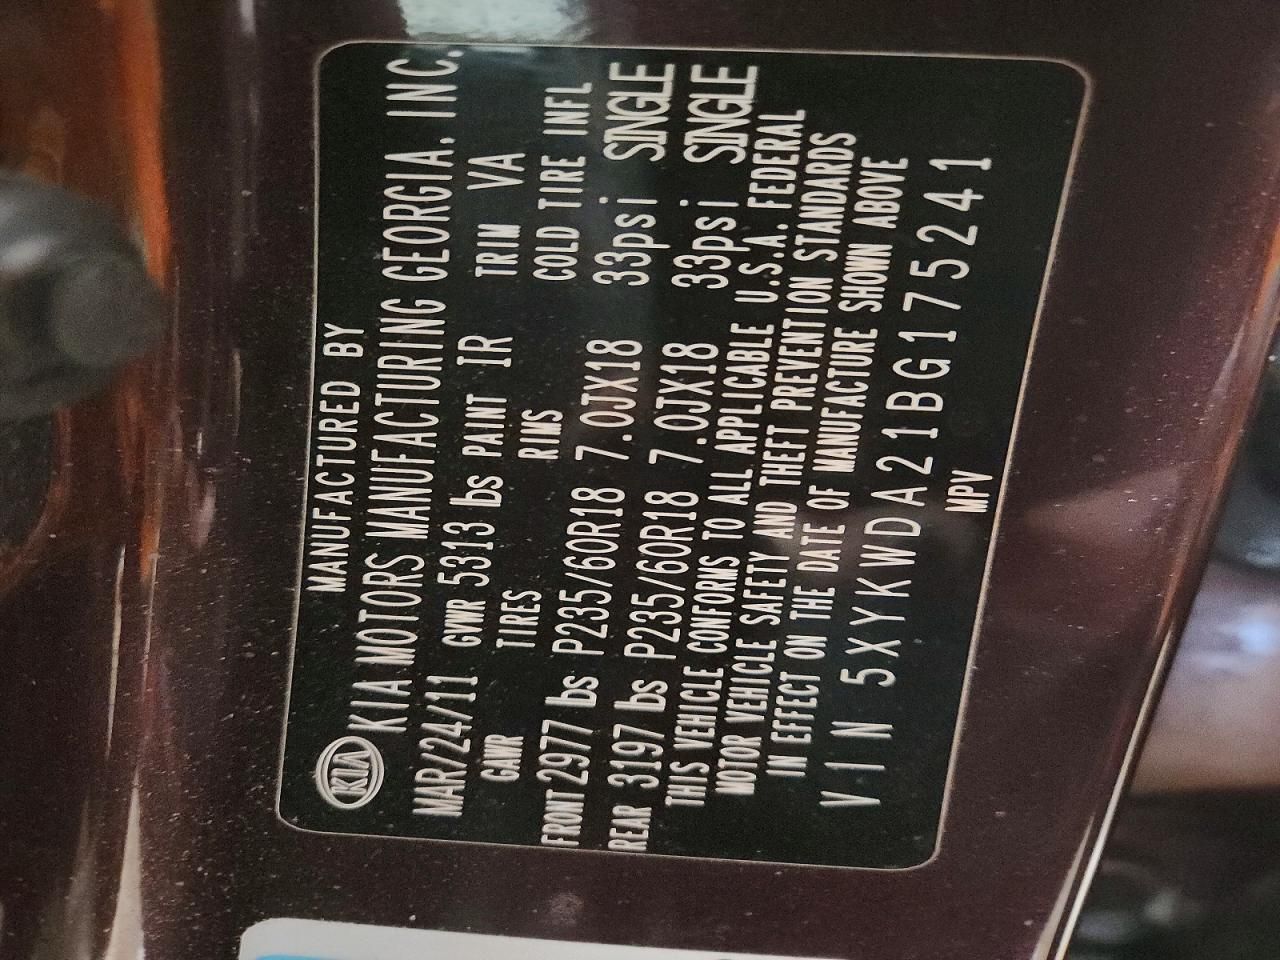 KIA
MANUFACTURED BY
KIA MOTORS MANUFACTURING GEORGIA, INC.
MAR/24/11 GVWR 5313 lbs PAINT IR TRIM VA
GAWR TIRES RIMS COLD TIRE INFL
FRONT 2977 lbs P235/60R18 7.0JX18 33psi SINGLE
REAR 3197 lbs P235/60R18 7.0JX18 33psi SINGLE
THIS VEHICLE CONFORMS TO ALL APPLICABLE U.S.A. FEDERAL
MOTOR VEHICLE SAFETY AND THEFT PREVENTION STANDARDS
IN EFFECT ON THE DATE OF MANUFACTURE SHOWN ABOVE
VIN 5XYKWDA21BG175241
MPV